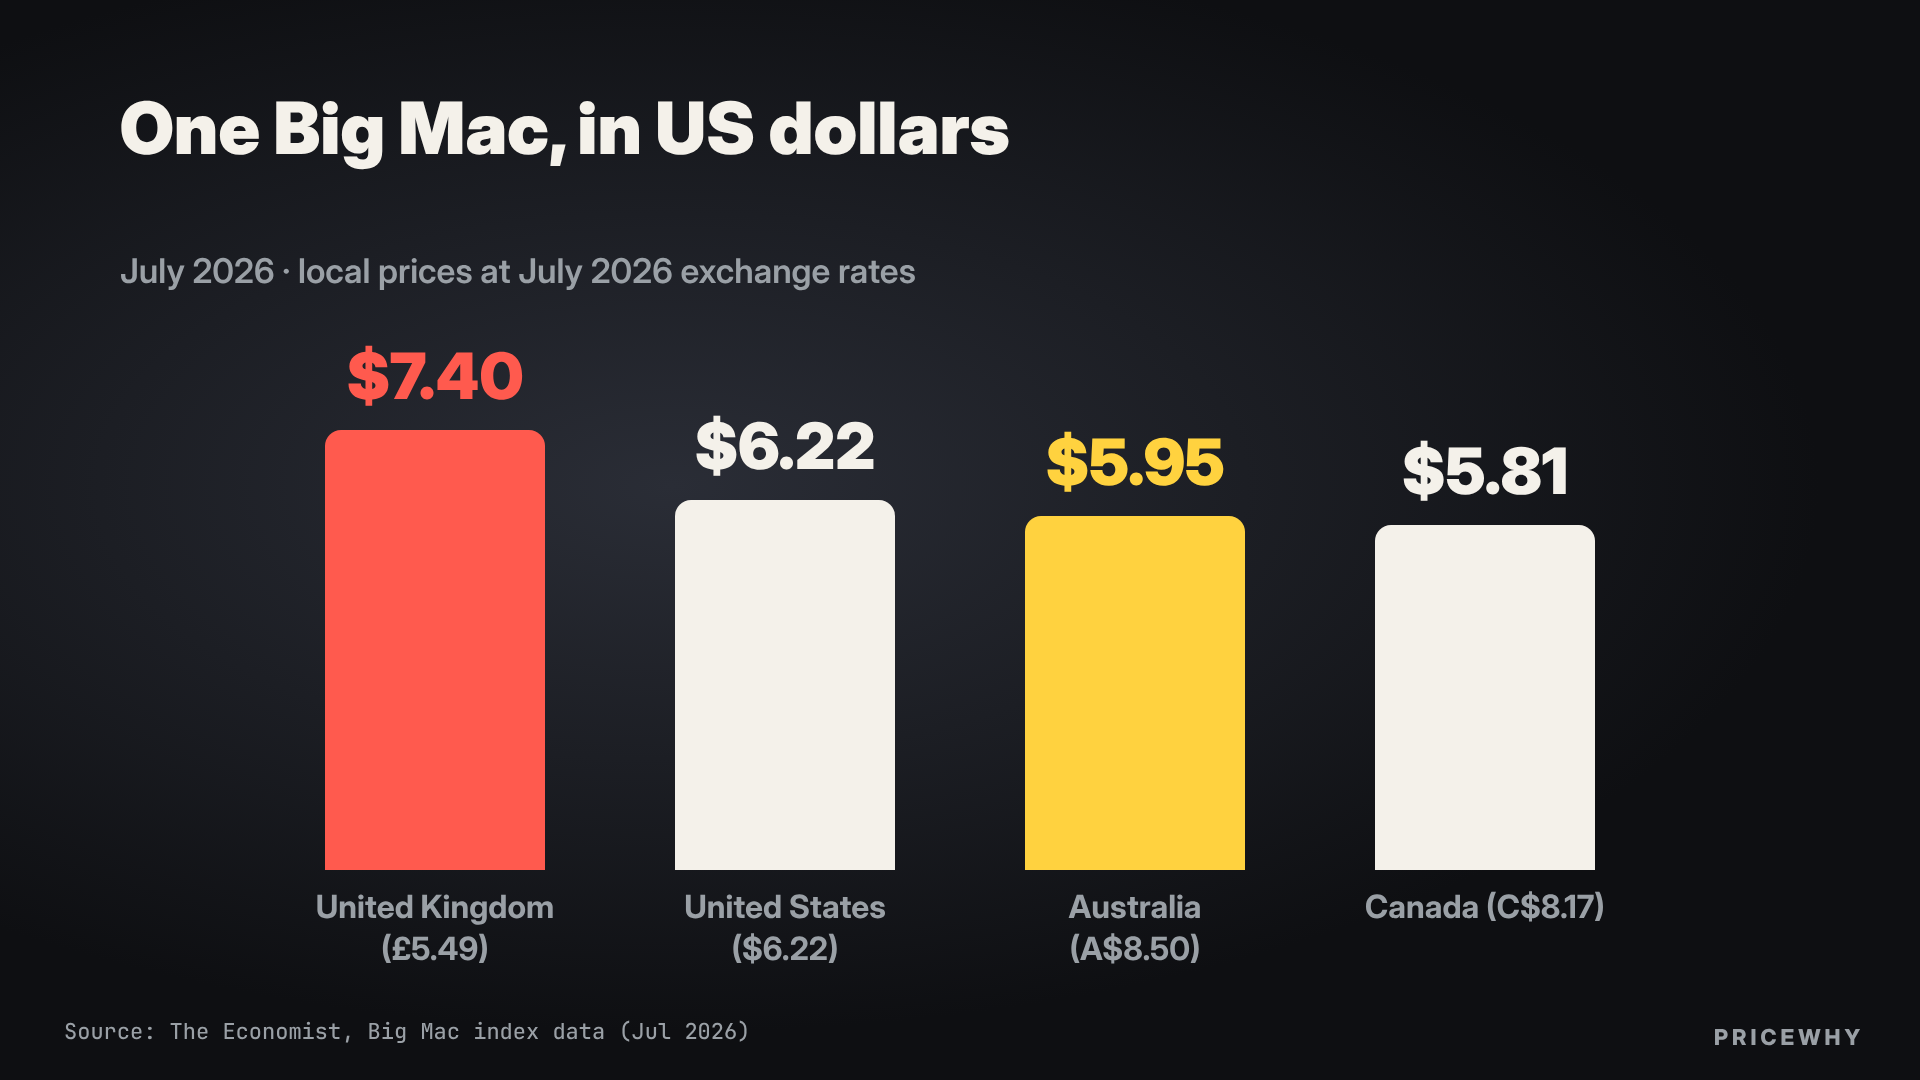 One Big Mac, in US dollars
July 2026 · local prices at July 2026 exchange rates
$7.40
$6.22
$5.95
$5.81
United Kingdom
(£5.49)
United States
($6.22)
Australia
(A$8.50)
Canada (C$8.17)
Source: The Economist, Big Mac index data (Jul 2026)
PRICEWHY